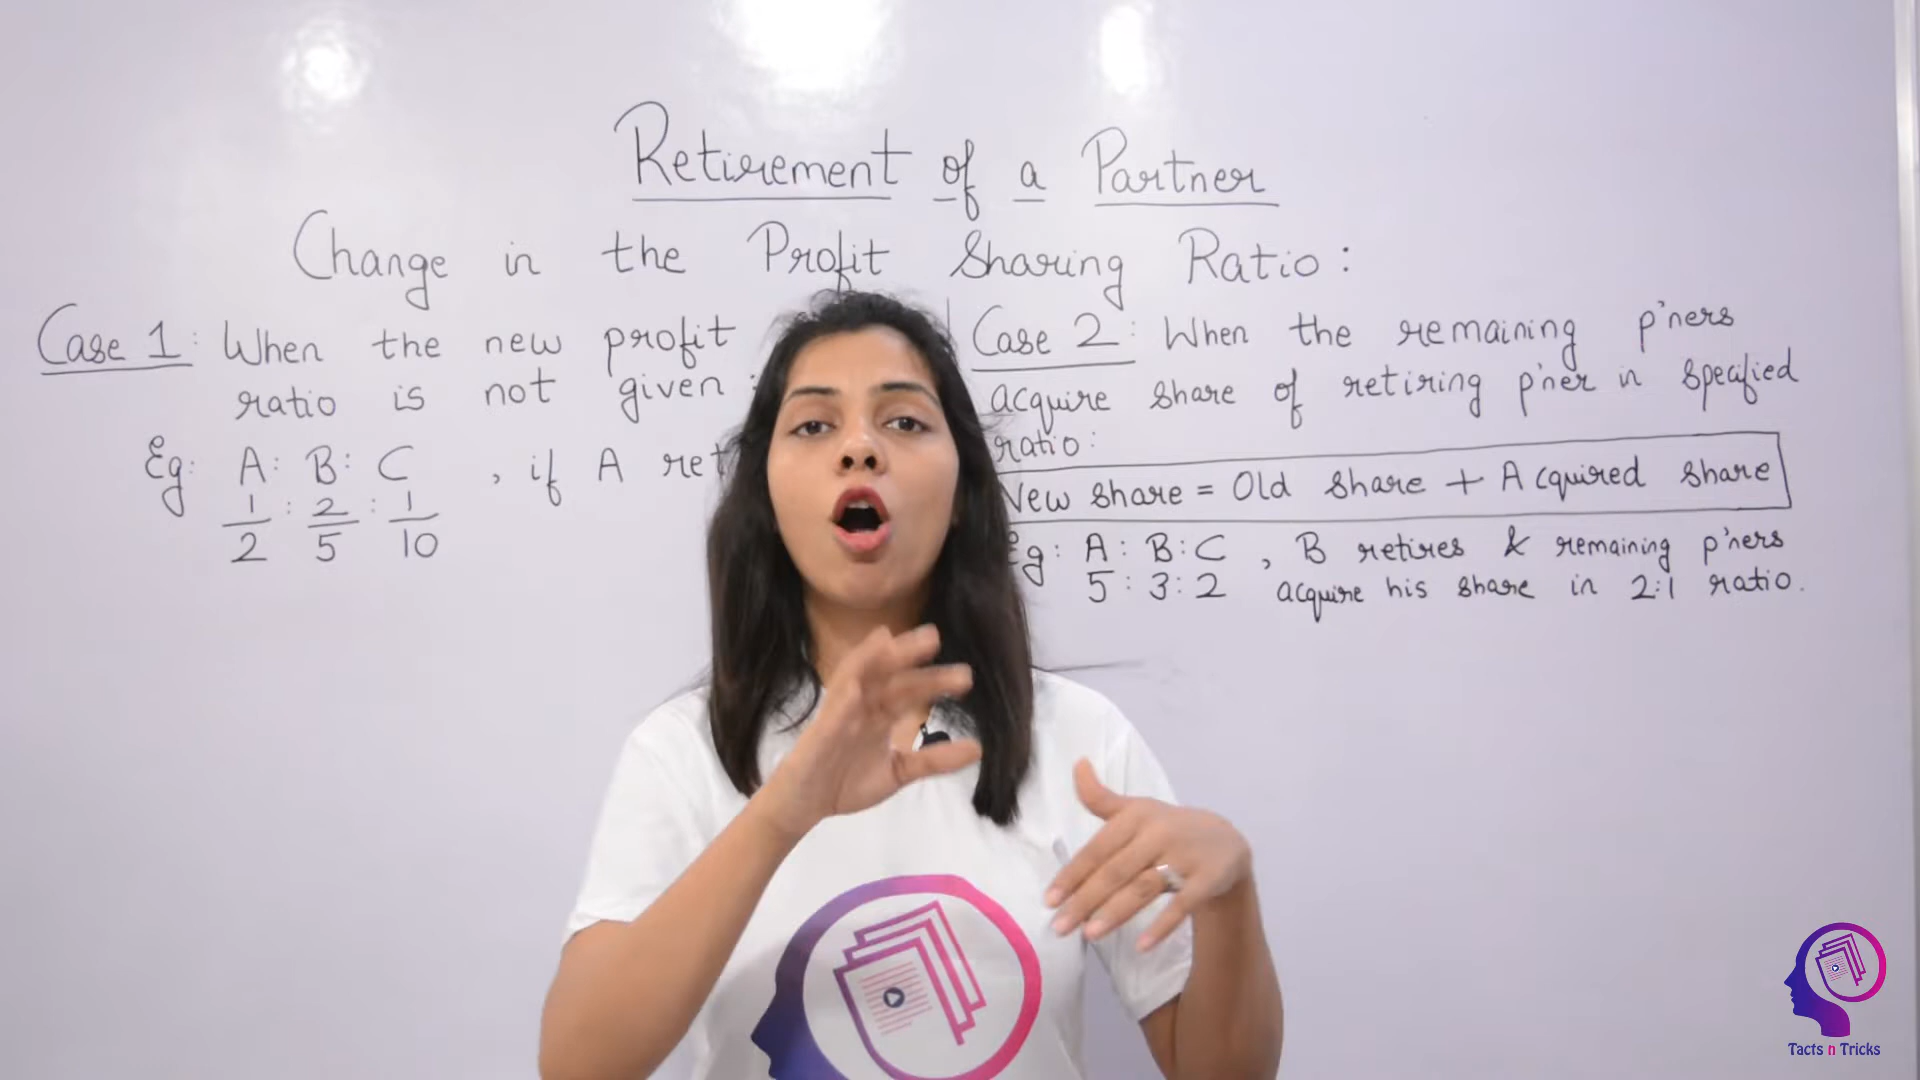 Retirement of a Partner
Change in the Profit Sharing Ratio:
Case 1: When the new profit
ratio is not given :
Eg: A: B: C , if A
1/2 : 2/5 : 1/10
Case 2: When the remaining p'ners
acquire share of retiring p'ner in specified
ratio:
New share = Old share + Acquired share
Eg: A : B : C , B retires & remaining p'ners
5 : 3 : 2 acquire his share in 2:1 ratio.
Tacts n Tricks